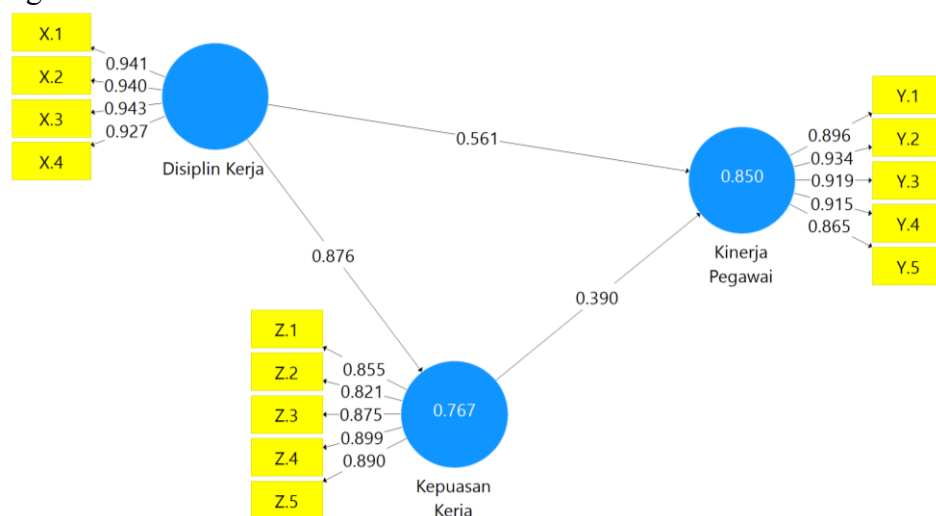 X.1
X.2
X.3
X.4
0.941
0.940
0.943
0.927
Disiplin Kerja
0.561
0.876
0.850
Kinerja
Pegawai
0.896
0.934
0.919
0.915
0.865
Y.1
Y.2
Y.3
Y.4
Y.5
0.390
Z.1
Z.2
Z.3
Z.4
Z.5
0.855
0.821
0.875
0.899
0.890
0.767
Kepuasan
Kerja